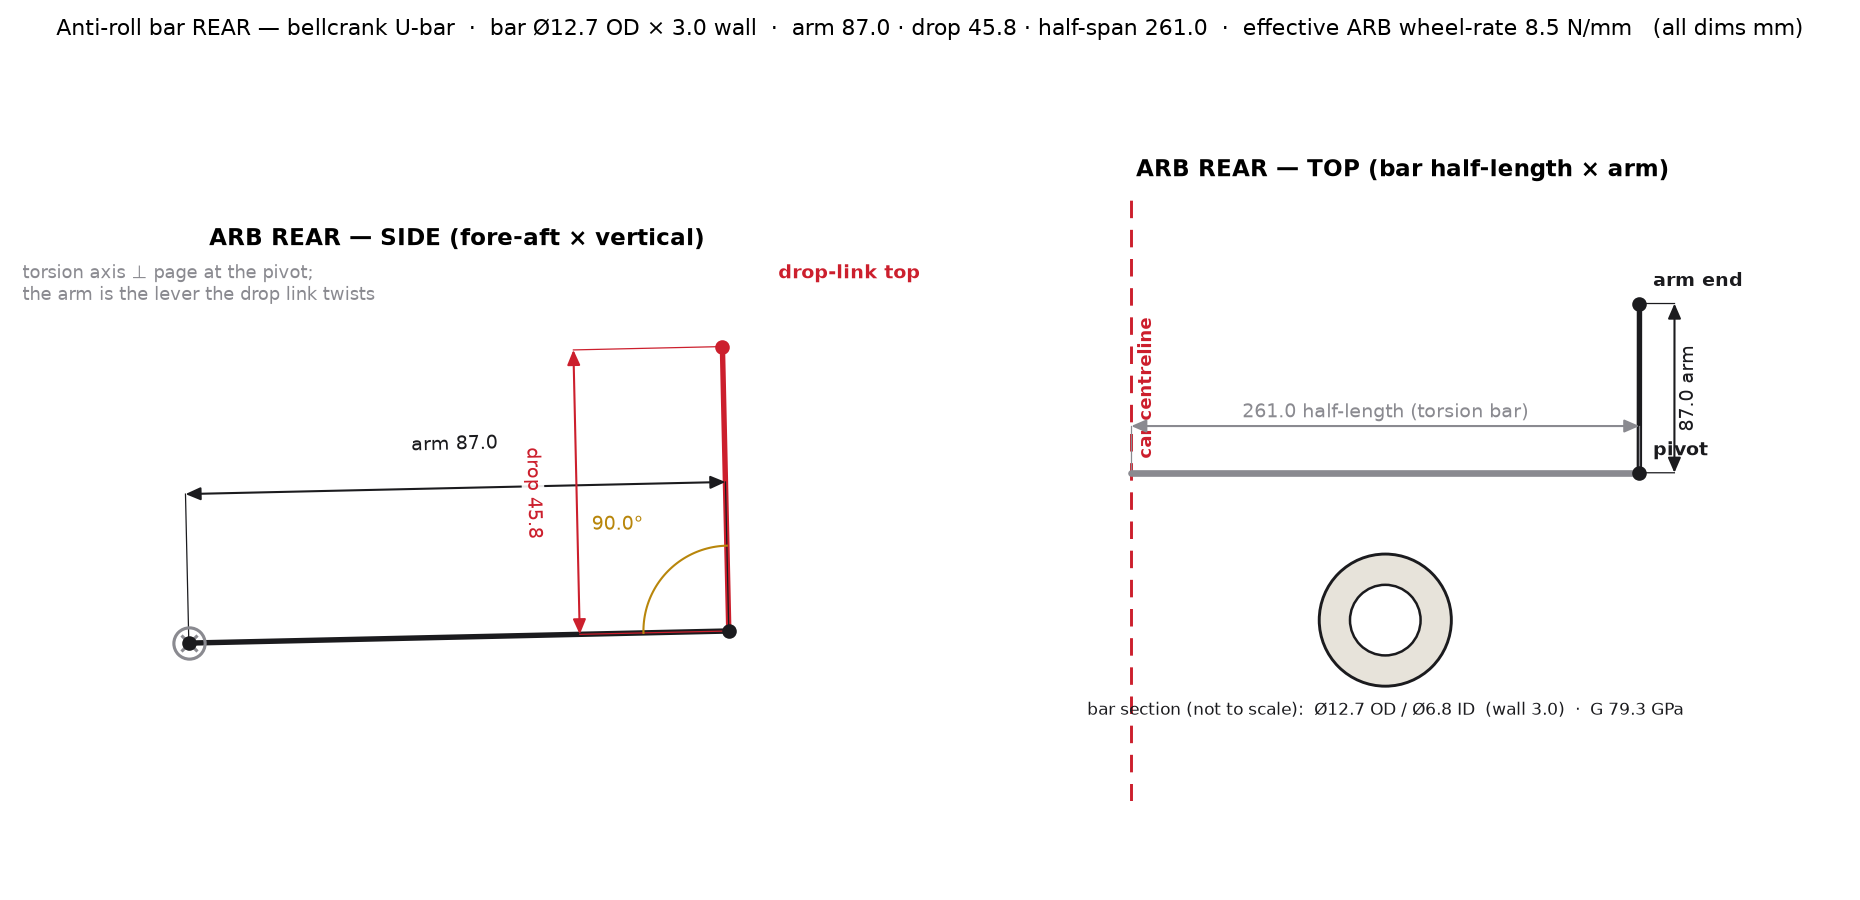 Anti-roll bar REAR — bellcrank U-bar · bar Ø12.7 OD × 3.0 wall · arm 87.0 · drop 45.8 · half-span 261.0 · effective ARB wheel-rate 8.5 N/mm (all dims mm)
ARB REAR — SIDE (fore-aft × vertical)
torsion axis ⊥ page at the pivot;
the arm is the lever the drop link twists
drop-link top
arm 87.0
drop 45.8
90.0°
ARB REAR — TOP (bar half-length × arm)
car centreline
arm end
261.0 half-length (torsion bar)
87.0 arm
pivot
bar section (not to scale): Ø12.7 OD / Ø6.8 ID (wall 3.0) · G 79.3 GPa